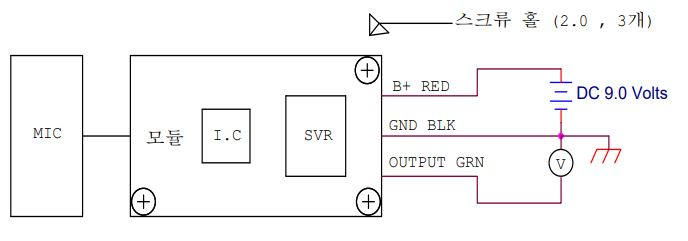 스크류 홀 (2.0 , 3개)
B+ RED
DC 9.0 Volts
MIC
모듈
I.C
SVR
GND BLK
OUTPUT GRN
V